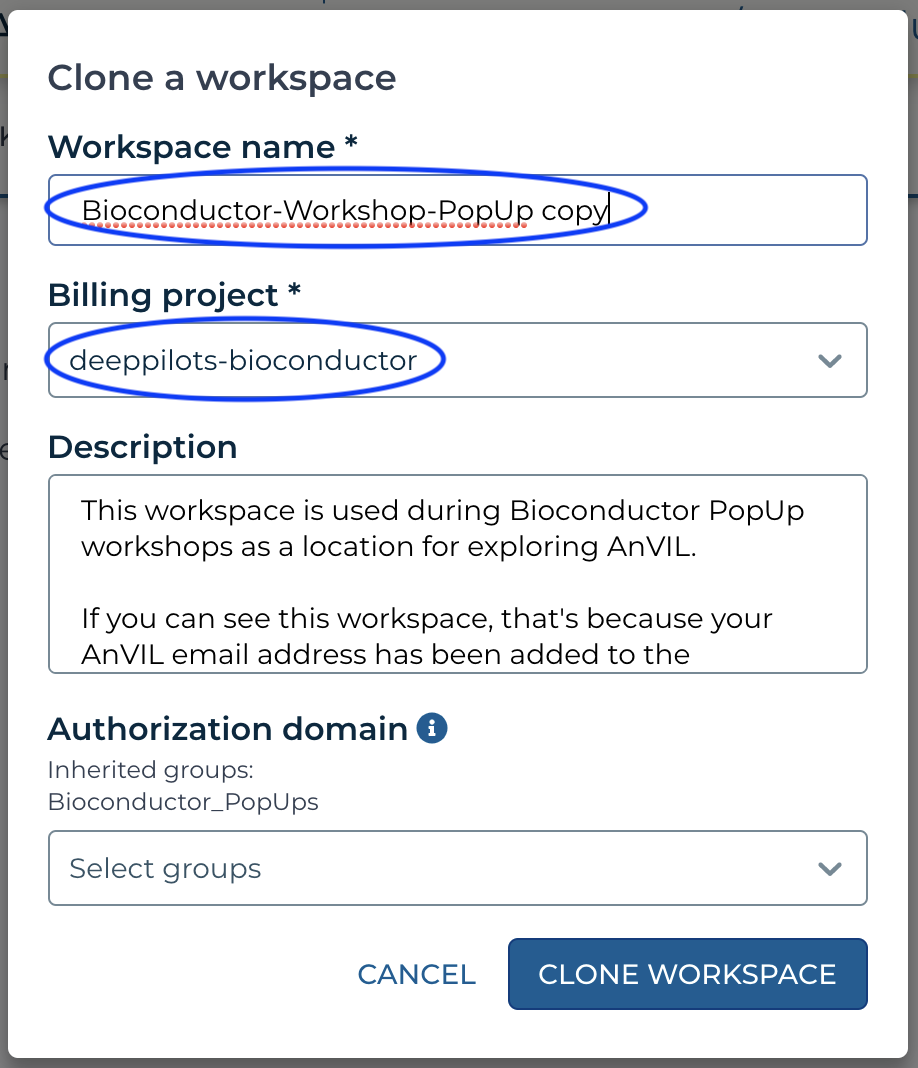 Clone a workspace
Workspace name *
Bioconductor-Workshop-PopUp copy
Billing project *
deeppilots-bioconductor
Description
This workspace is used during Bioconductor PopUp
workshops as a location for exploring AnVIL.
If you can see this workspace, that's because your
AnVIL email address has been added to the
Authorization domain
Inherited groups:
Bioconductor_PopUps
Select groups
CANCEL
CLONE WORKSPACE